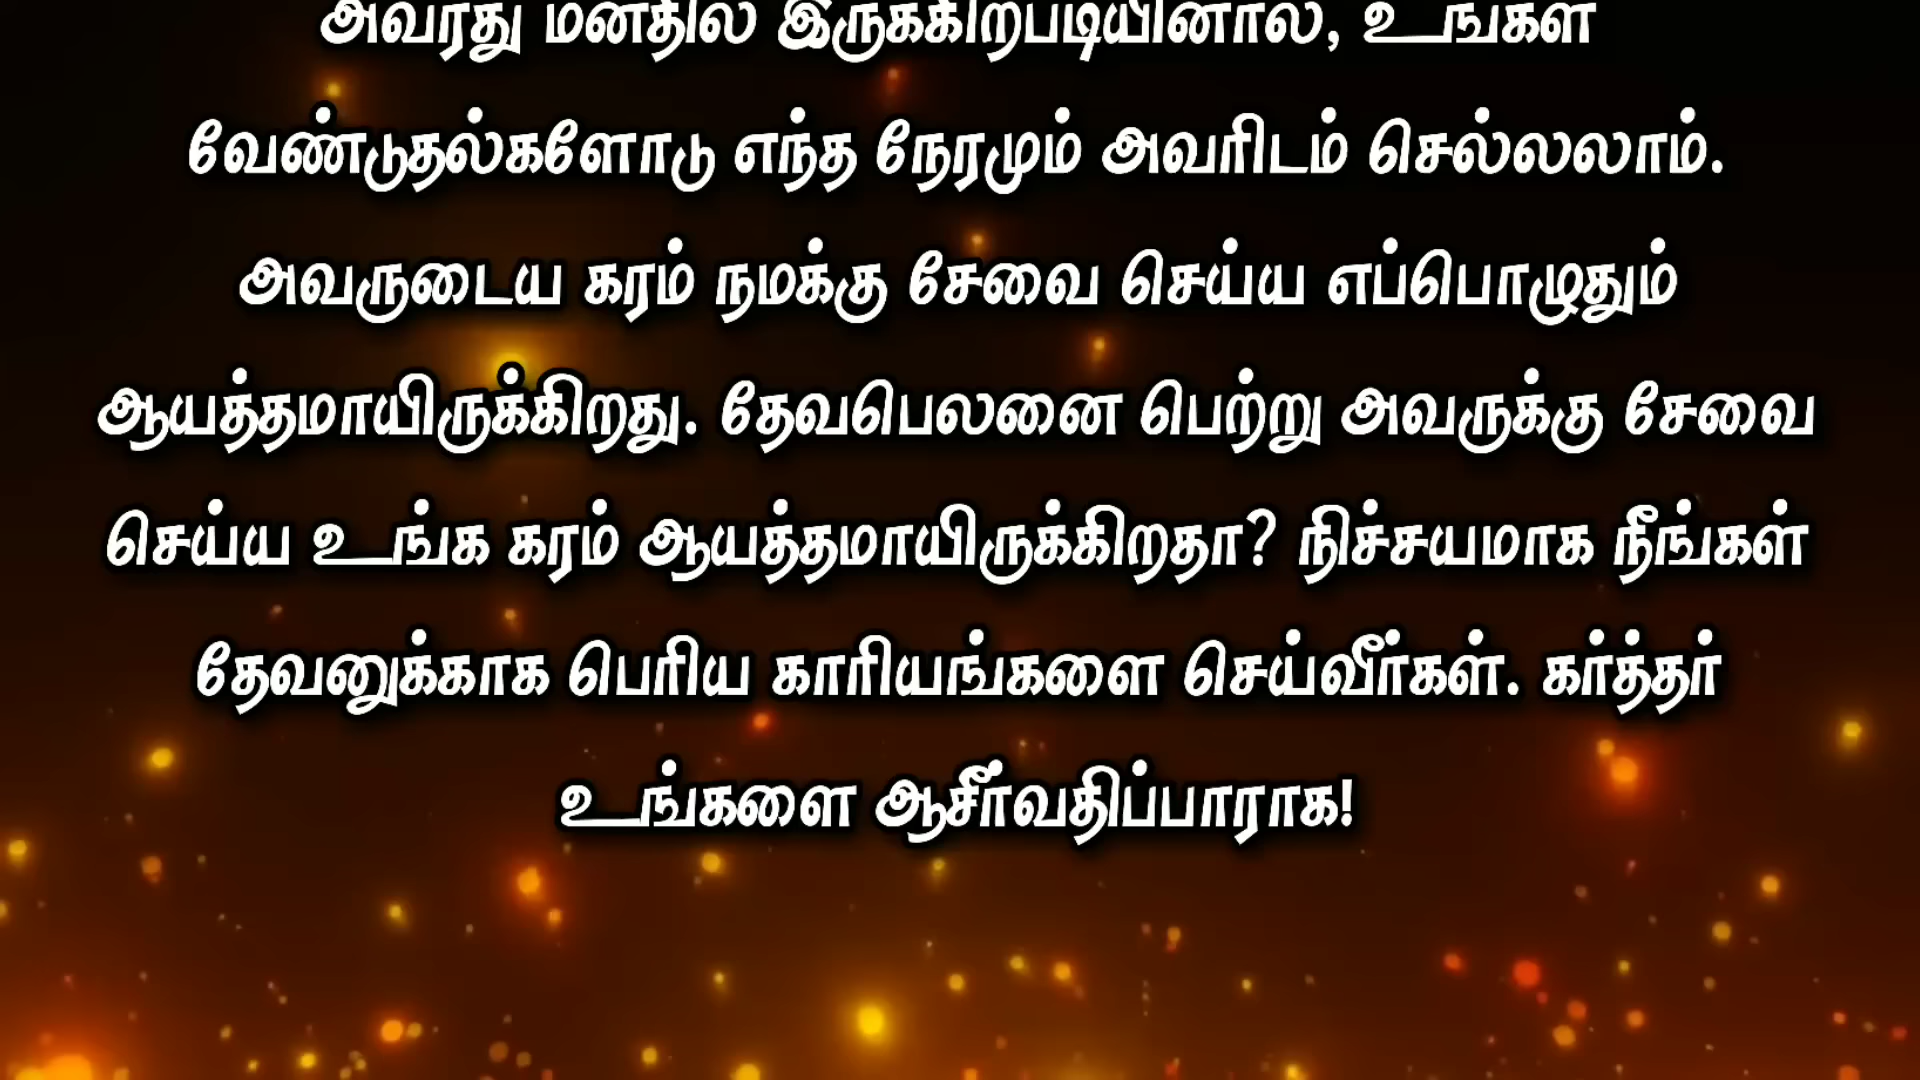 அவரது மனதில் இருக்கிறபடியினால், உங்கள்
வேண்டுதல்களோடு எந்த நேரமும் அவரிடம் செல்லலாம்.
அவருடைய கரம் நமக்கு சேவை செய்ய எப்பொழுதும்
ஆயத்தமாயிருக்கிறது. தேவபெலனை பெற்று அவருக்கு சேவை
செய்ய உங்க கரம் ஆயத்தமாயிருக்கிறதா? நிச்சயமாக நீங்கள்
தேவனுக்காக பெரிய காரியங்களை செய்வீர்கள். கர்த்தர்
உங்களை ஆசீர்வதிப்பாராக!